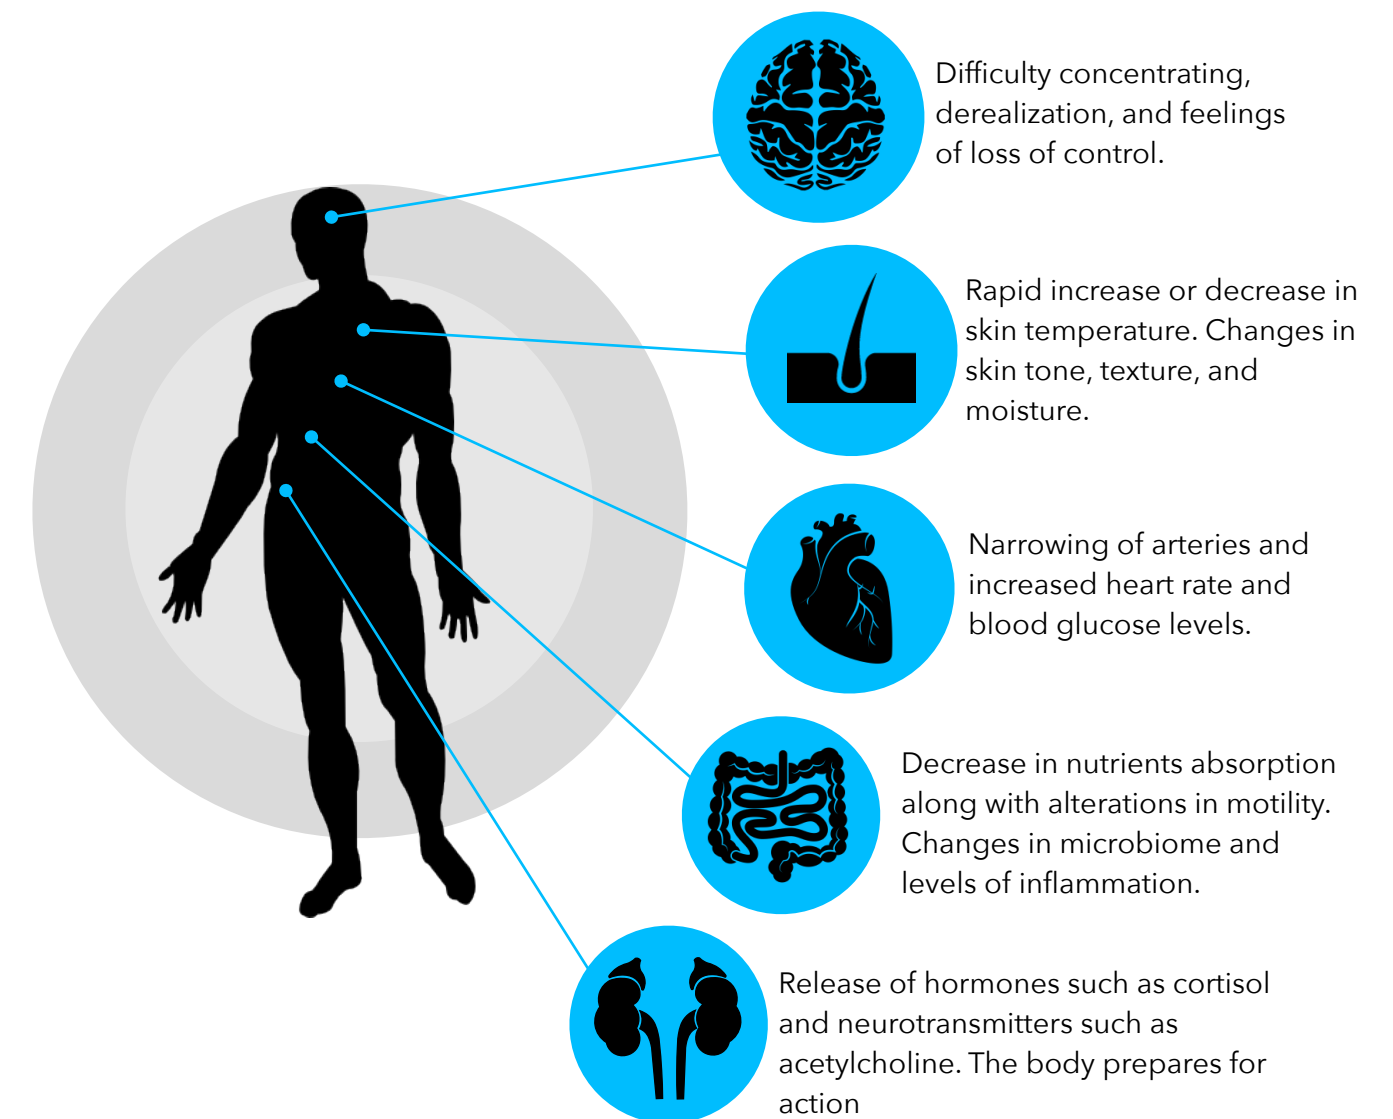 Difficulty concentrating,
derealization, and feelings
of loss of control.
Rapid increase or decrease in
skin temperature. Changes in
skin tone, texture, and
moisture.
Narrowing of arteries and
increased heart rate and
blood glucose levels.
Decrease in nutrients absorption
along with alterations in motility.
Changes in microbiome and
levels of inflammation.
Release of hormones such as cortisol
and neurotransmitters such as
acetylcholine. The body prepares for
action